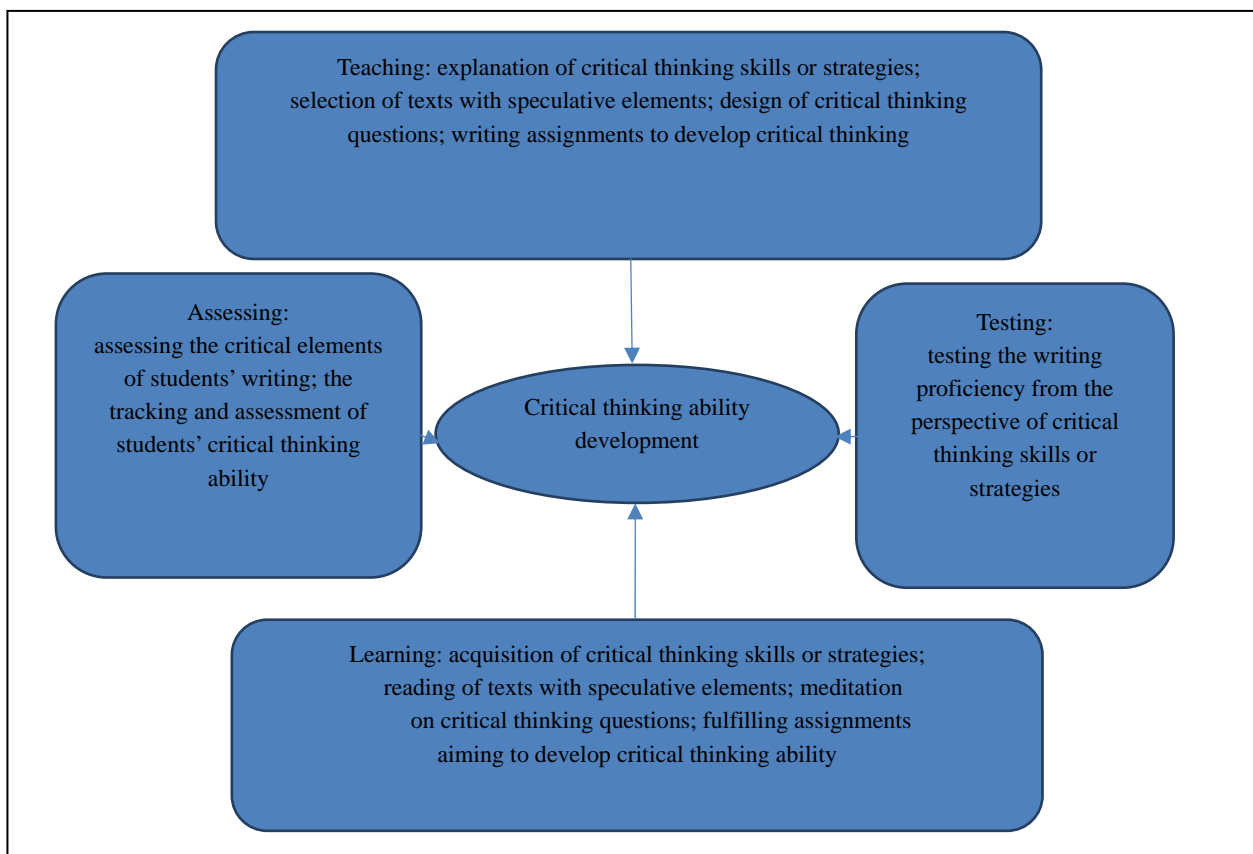 Teaching: explanation of critical thinking skills or strategies;
selection of texts with speculative elements; design of critical thinking
questions; writing assignments to develop critical thinking
Assessing:
assessing the critical elements
of students’ writing; the
tracking and assessment of
students’ critical thinking
ability
Critical thinking ability
development
Testing:
testing the writing
proficiency from the
perspective of critical
thinking skills or
strategies
Learning: acquisition of critical thinking skills or strategies;
reading of texts with speculative elements; meditation
on critical thinking questions; fulfilling assignments
aiming to develop critical thinking ability